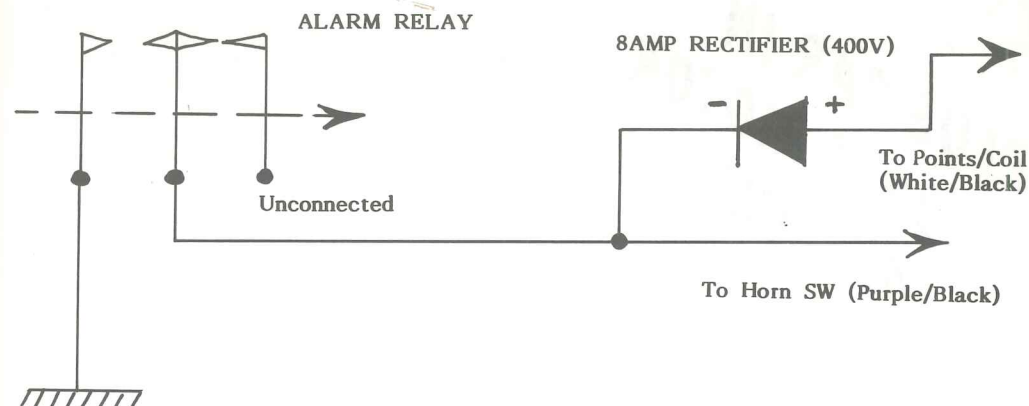 ALARM RELAY
8AMP RECTIFIER (400V)
- +
To Points/Coil
(White/Black)
Unconnected
To Horn SW (Purple/Black)